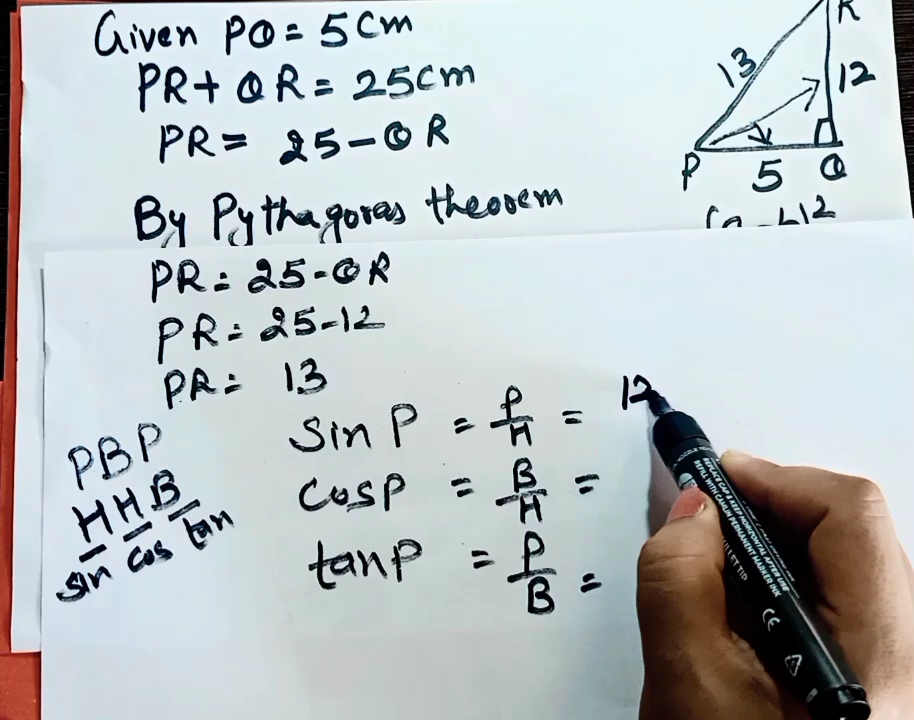 Given PQ = 5cm
PR + QR = 25cm
PR = 25 - QR
R
13
12
P
5
Q
By Pythagoras theorem
PR = 25 - QR
PR = 25 - 12
PR = 13
PBP
HHB
sin cos tan
sin P = P/H = 12
cos P = B/H =
tan P = P/B =
CE